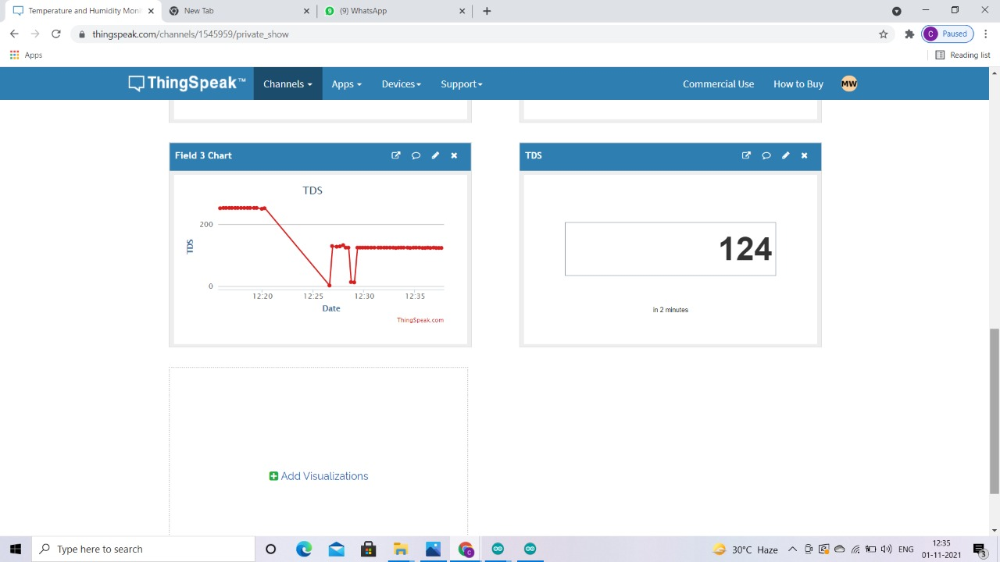 Temperature and Humidity Moni
New Tab
(9) WhatsApp
thingspeak.com/channels/1545959/private_show
C
Paused
Apps
Reading list
ThingSpeak™
Channels
Apps
Devices
Support
Commercial Use
How to Buy
MW
Field 3 Chart
TDS
TDS
200
0
TDS
12:20
12:25
12:30
12:35
Date
ThingSpeak.com
TDS
124
in 2 minutes
Add Visualizations
Type here to search
30°C Haze
ENG
12:35
01-11-2021
3